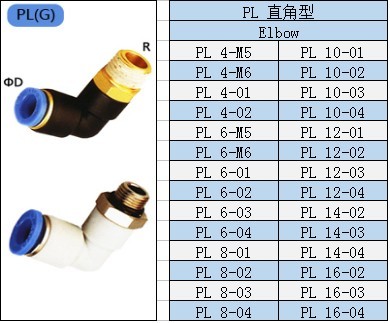 PL(G)
R
ΦD
PL 直角型
Elbow
PL 4-M5 PL 10-01
PL 4-M6 PL 10-02
PL 4-01 PL 10-03
PL 4-02 PL 10-04
PL 6-M5 PL 12-01
PL 6-M6 PL 12-02
PL 6-01 PL 12-03
PL 6-02 PL 12-04
PL 6-03 PL 14-02
PL 6-04 PL 14-03
PL 8-01 PL 14-04
PL 8-02 PL 16-02
PL 8-03 PL 16-03
PL 8-04 PL 16-04